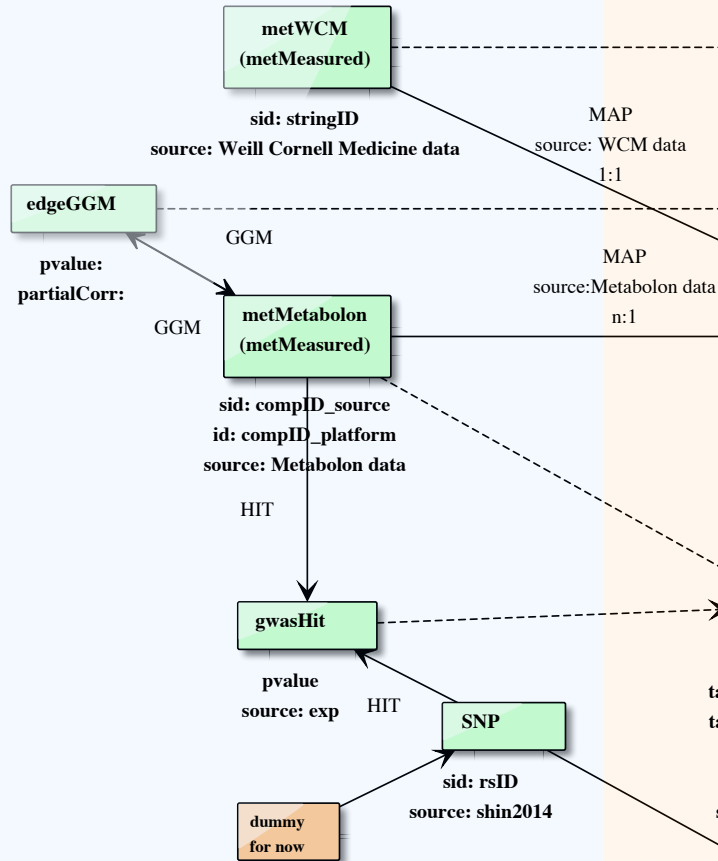 metWCM
(metMeasured)
sid: stringID
source: Weill Cornell Medicine data
MAP
source: WCM data
1:1
edgeGGM
GGM
pvalue:
partialCorr:
MAP
source:Metabolon data
n:1
GGM
metMetabolon
(metMeasured)
sid: compID_source
id: compID_platform
source: Metabolon data
HIT
gwasHit
pvalue
source: exp
HIT
SNP
ta
ta
sid: rsID
source: shin2014
s
dummy
for now